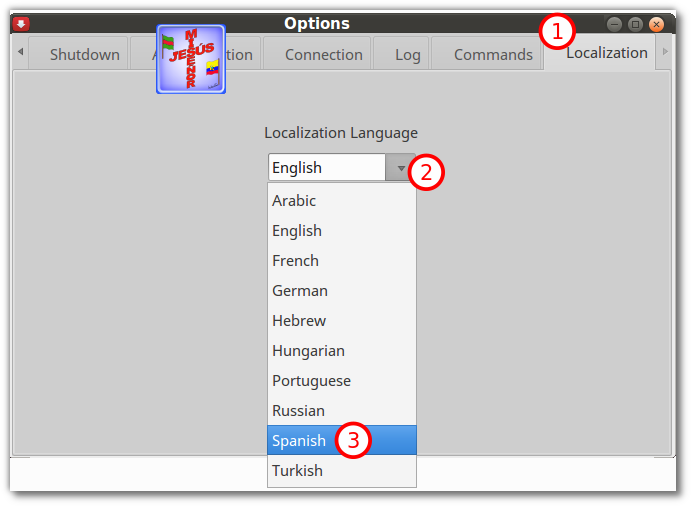 Options
1
Shutdown
tion
Connection
Log
Commands
Localization
JESÚS
Localization Language
English
2
Arabic
English
French
German
Hebrew
Hungarian
Portuguese
Russian
Spanish
3
Turkish